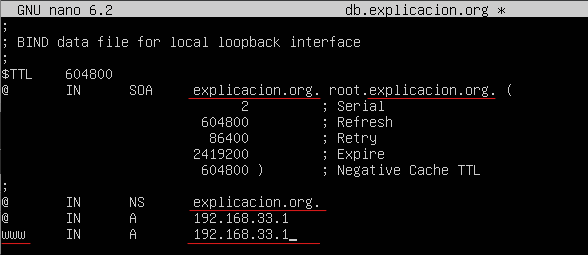 GNU nano 6.2 db.explicacion.org *
;
; BIND data file for local loopback interface
;
$TTL 604800
@ IN SOA explicacion.org. root.explicacion.org. (
2 ; Serial
604800 ; Refresh
86400 ; Retry
2419200 ; Expire
604800 ) ; Negative Cache TTL
;
@ IN NS explicacion.org.
@ IN A 192.168.33.1
www IN A 192.168.33.1